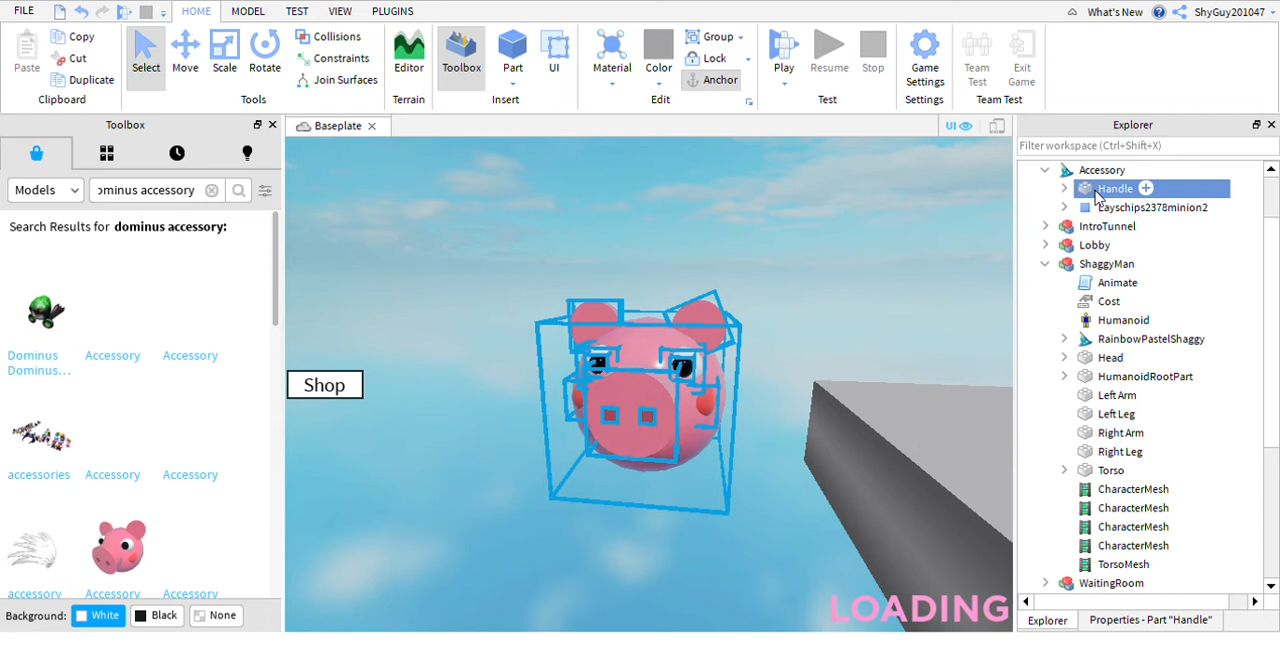 FILE HOME MODEL TEST VIEW PLUGINS What's New ShyGuy201047
Paste Copy Cut Duplicate Clipboard
Select Move Scale Rotate Collisions Constraints Join Surfaces Tools
Editor Terrain
Toolbox Part UI Insert
Material Color Group Lock Anchor Edit
Play Resume Stop Test
Game Settings Settings
Team Test Exit Game Team Test
Toolbox
Models ominus accessory
Search Results for dominus accessory:
Dominus Dominus... Accessory Accessory
accessories Accessory Accessory
accessory Accessory Accessory
Background: White Black None
Baseplate UI
Shop
LOADING
Explorer
Filter workspace (Ctrl+Shift+X)
Accessory
Handle
Layschips2378minion2
IntroTunnel
Lobby
ShaggyMan
Animate
Cost
Humanoid
RainbowPastelShaggy
Head
HumanoidRootPart
Left Arm
Left Leg
Right Arm
Right Leg
Torso
CharacterMesh
CharacterMesh
CharacterMesh
CharacterMesh
TorsoMesh
WaitingRoom
Explorer Properties - Part "Handle"